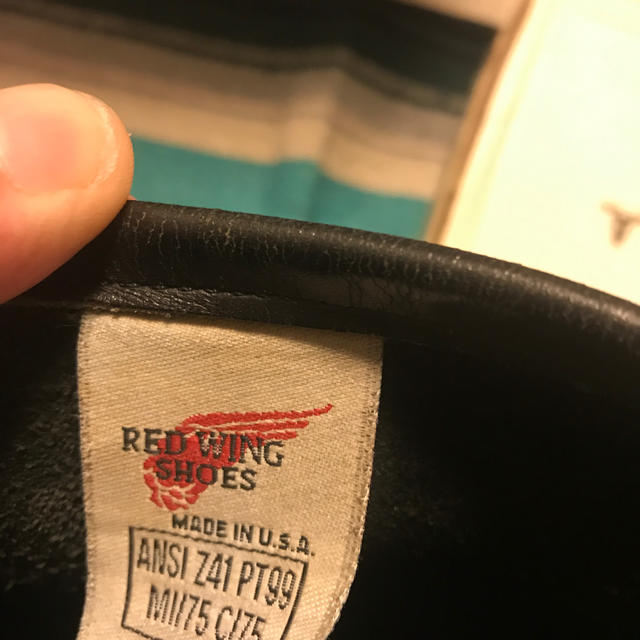 RED WING
SHOES
MADE IN U.S.A.
ANSI Z41 PT99
MI/75 C/75